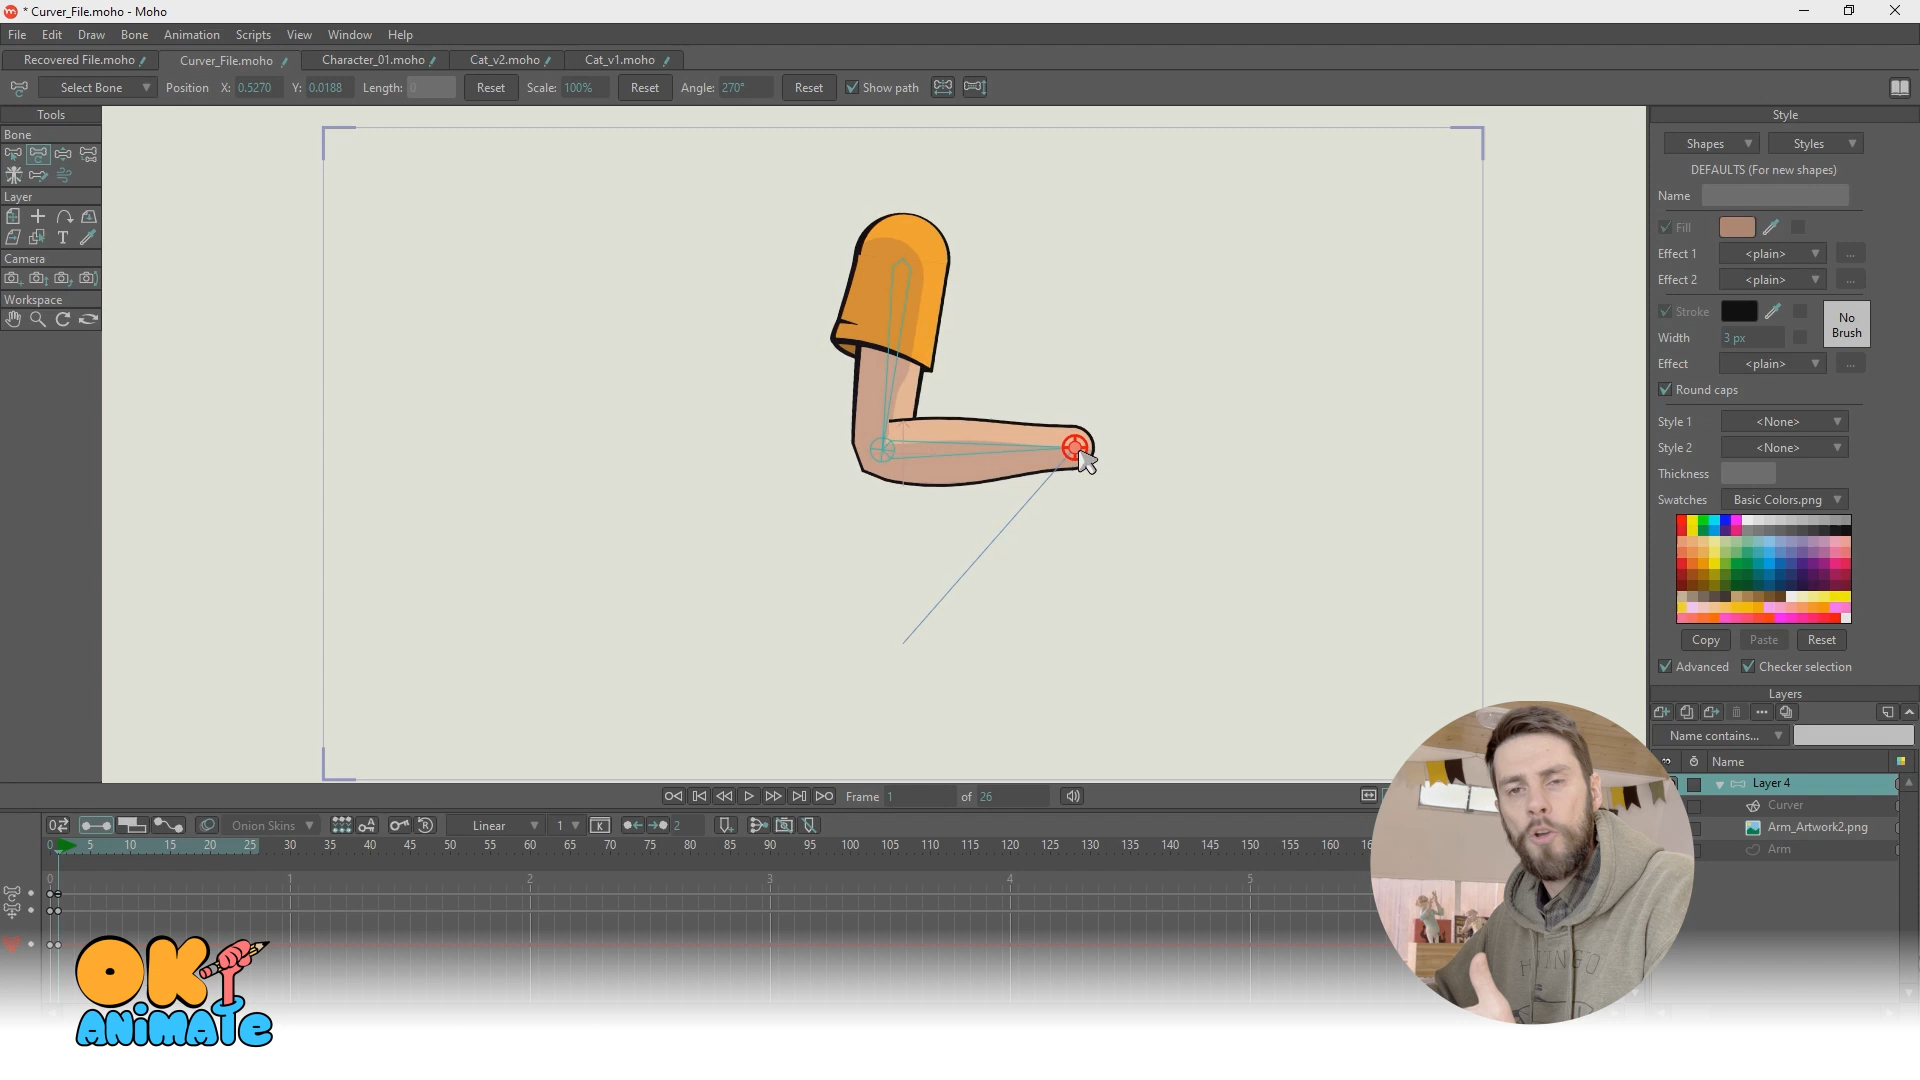 * Curver_File.moho - Moho
File Edit Draw Bone Animation Scripts View Window Help
Recovered File.moho Curver_File.moho Character_01.moho Cat_v2.moho Cat_v1.moho
Select Bone Position X: 0.5270 Y: 0.0188 Length: 0 Reset Scale: 100% Reset Angle: 270° Reset Show path
Tools
Bone
Layer
T
Camera
Workspace
Style
Shapes Styles
DEFAULTS (For new shapes)
Name
Fill
Effect 1 <plain> ...
Effect 2 <plain> ...
Stroke
No Brush
Width 3 px
Effect <plain> ...
Round caps
Style 1 <None>
Style 2 <None>
Thickness
Swatches Basic Colors.png
Copy Paste Reset
Advanced Checker selection
Layers
Name contains...
Name
Layer 4
Curver
Arm_Artwork2.png
Arm
Frame 1 of 26
Onion Skins Linear 1 K 2
0 5 10 15 20 25 30 35 40 45 50 55 60 65 70 75 80 85 90 95 100 105 110 115 120 125 130 135 140 145 150 155 160
0 1 2 3 4 5
OK
ANiMATe